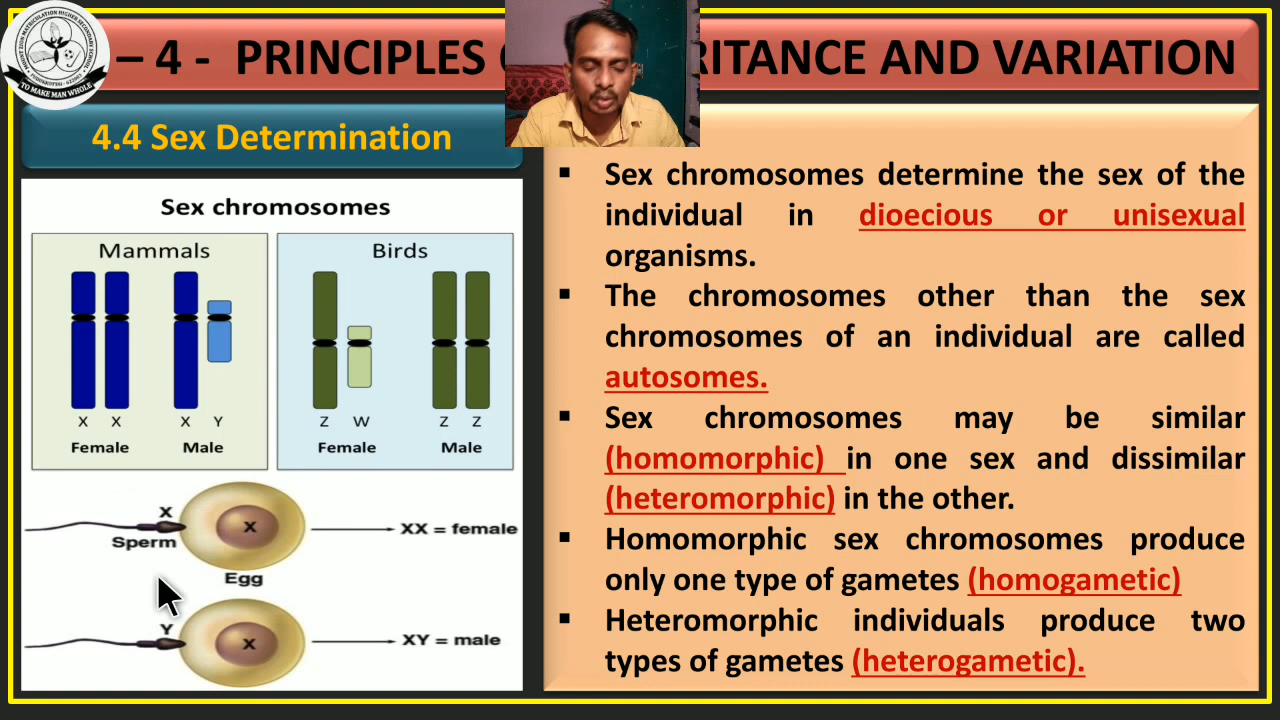 – 4 - PRINCIPLES RITANCE AND VARIATION
TO MAKE MAN WHOLE
4.4 Sex Determination
Sex chromosomes
Mammals
Birds
X X X Y
Female Male
Z W Z Z
Female Male
X
X
Sperm
Egg
XX = female
Y
X
XY = male
▪ Sex chromosomes determine the sex of the
individual in dioecious or unisexual
organisms.
▪ The chromosomes other than the sex
chromosomes of an individual are called
autosomes.
▪ Sex chromosomes may be similar
(homomorphic) in one sex and dissimilar
(heteromorphic) in the other.
▪ Homomorphic sex chromosomes produce
only one type of gametes (homogametic)
▪ Heteromorphic individuals produce two
types of gametes (heterogametic).